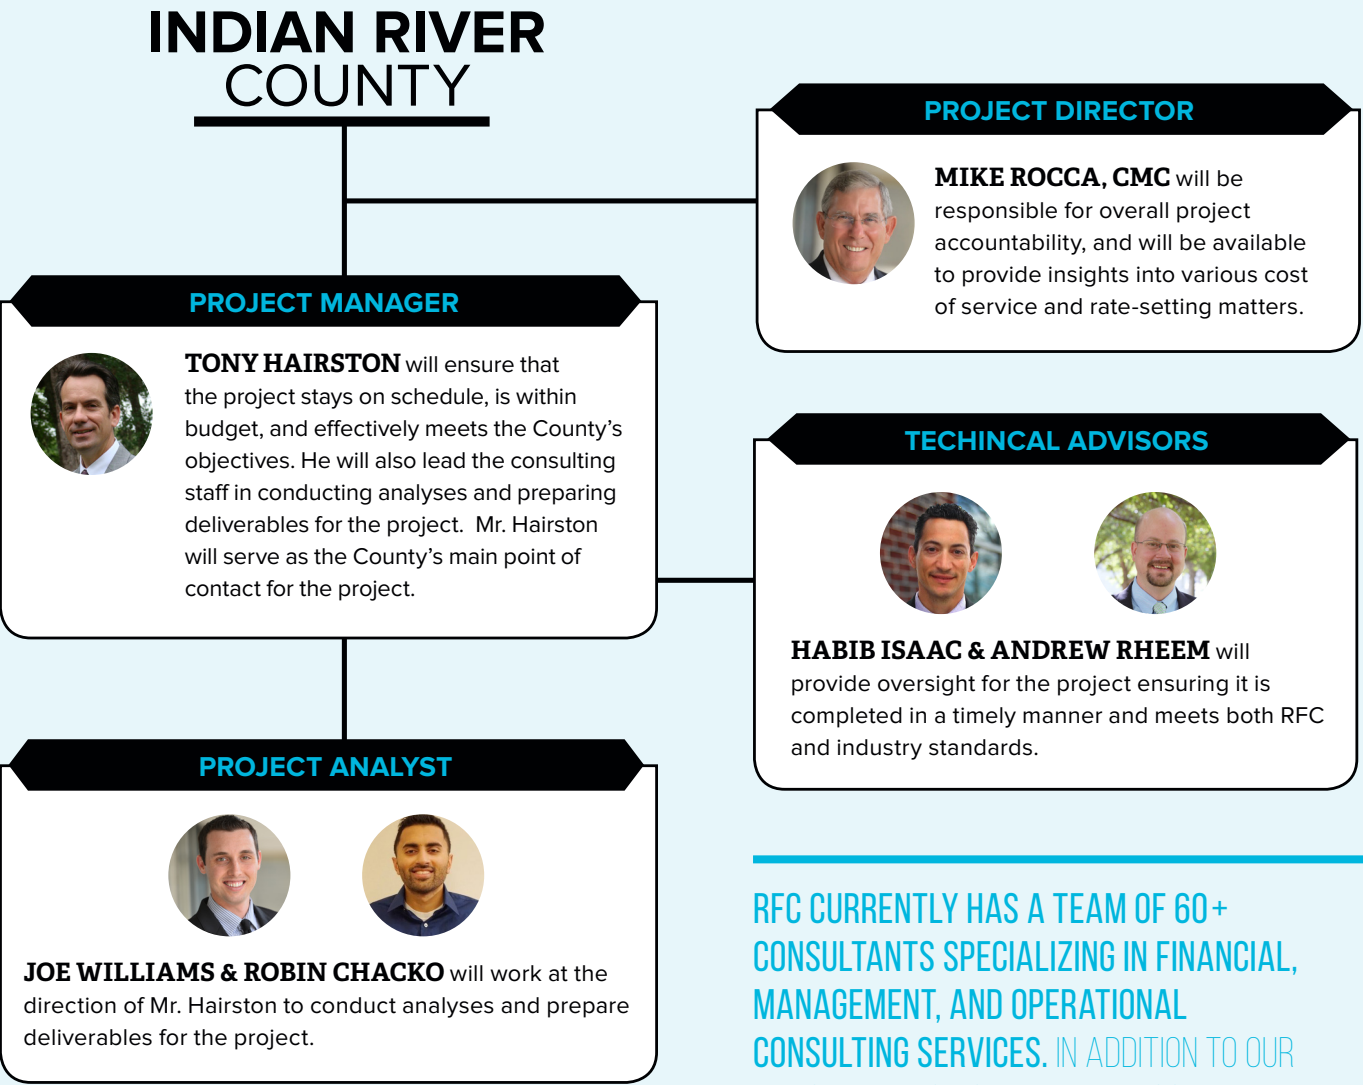 INDIAN RIVER
COUNTY
PROJECT DIRECTOR
MIKE ROCCA, CMC will be
responsible for overall project
accountability, and will be available
to provide insights into various cost
of service and rate-setting matters.
PROJECT MANAGER
TONY HAIRSTON will ensure that
the project stays on schedule, is within
budget, and effectively meets the County's
objectives. He will also lead the consulting
staff in conducting analyses and preparing
deliverables for the project. Mr. Hairston
will serve as the County's main point of
contact for the project.
TECHINCAL ADVISORS
HABIB ISAAC & ANDREW RHEEM will
provide oversight for the project ensuring it is
completed in a timely manner and meets both RFC
and industry standards.
PROJECT ANALYST
JOE WILLIAMS & ROBIN CHACKO will work at the
direction of Mr. Hairston to conduct analyses and prepare
deliverables for the project.
RFC CURRENTLY HAS A TEAM OF 60+
CONSULTANTS SPECIALIZING IN FINANCIAL,
MANAGEMENT, AND OPERATIONAL
CONSULTING SERVICES. IN ADDITION TO OUR